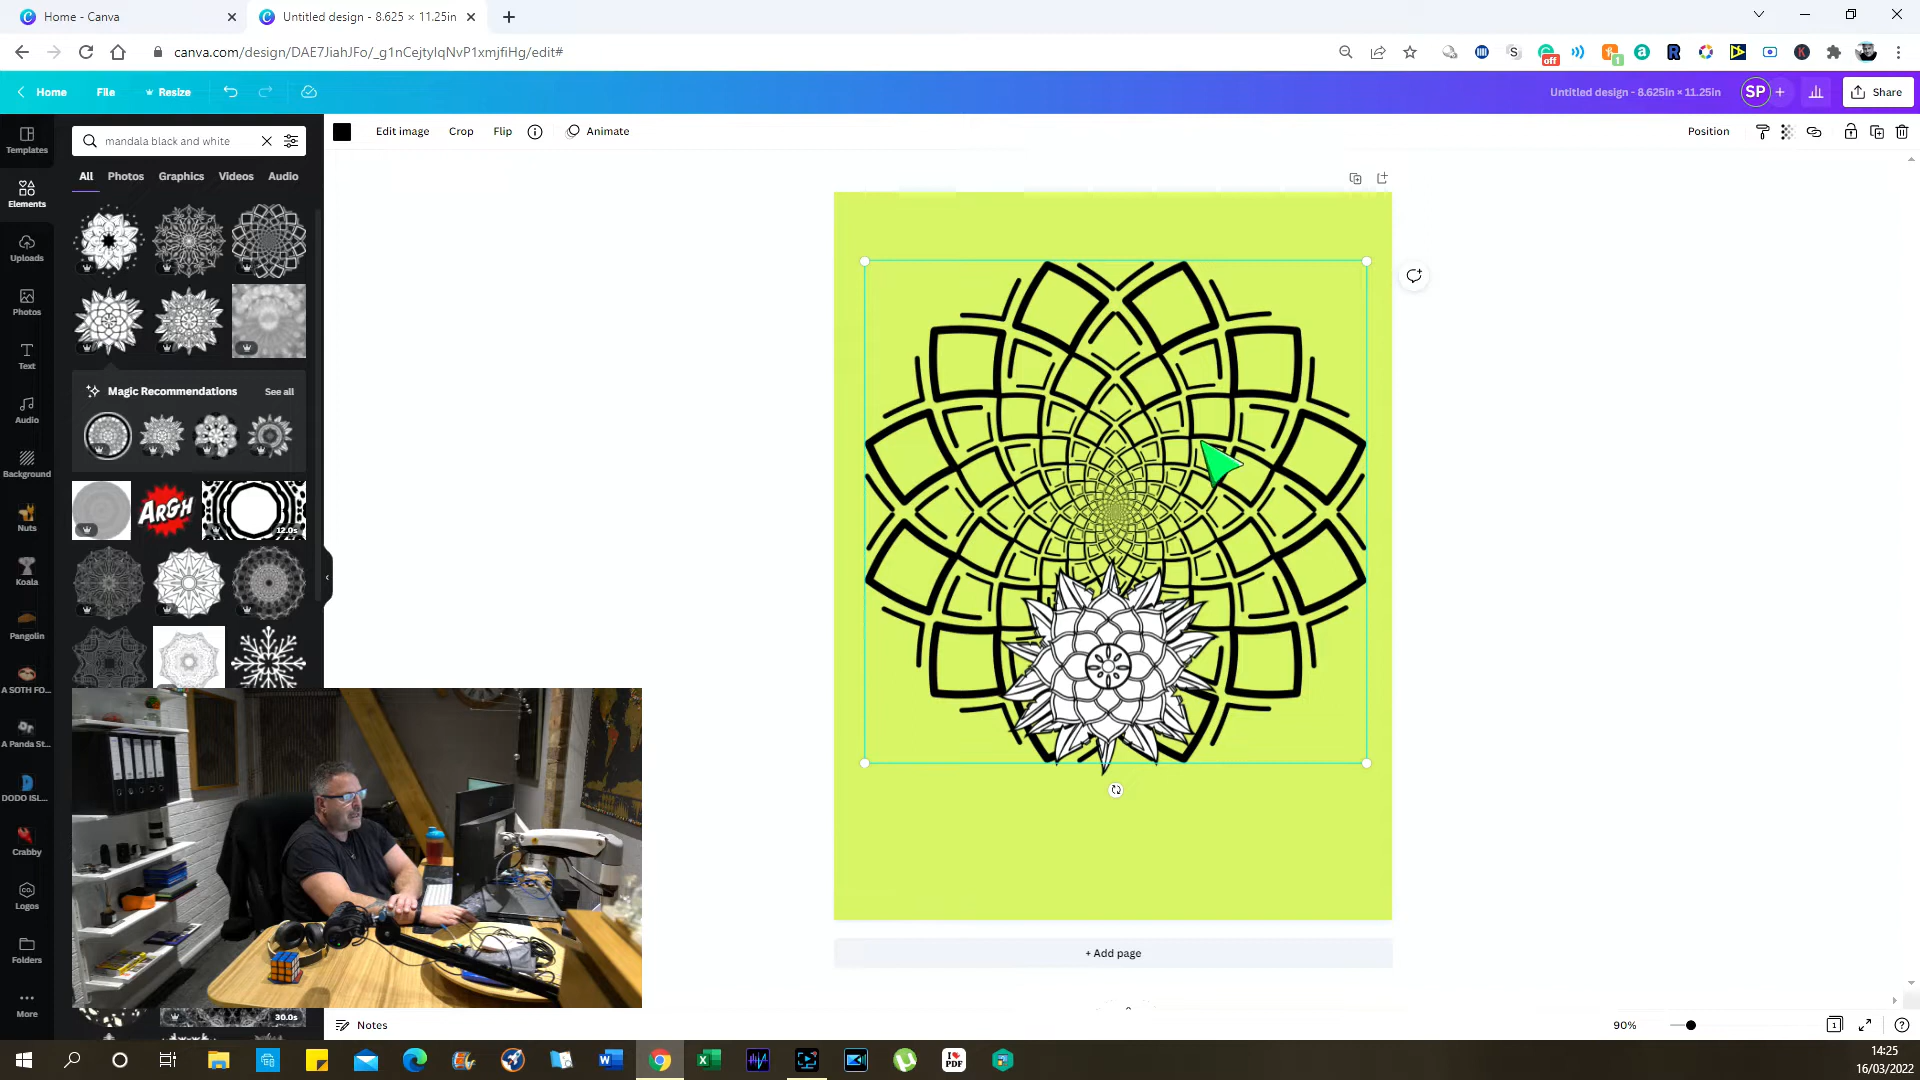 Home - Canva
Untitled design - 8.625 × 11.25in
canva.com/design/DAE7JiahJFo/_g1nCejtylqNvP1xmjfiHg/edit#
off
1
Home
File
Resize
Untitled design - 8.625in × 11.25in
SP
Share
Templates
Elements
Uploads
Photos
Text
Audio
Background
Nuts
Koala
Pangolin
A SOTH FO...
A Panda St...
DODO ISL...
Crabby
CO.
Logos
Folders
More
mandala black and white
All
Photos
Graphics
Videos
Audio
Magic Recommendations
See all
ARGH
12.0s
30.0s
Edit image
Crop
Flip
Animate
Position
+ Add page
Notes
90%
1
14:25
16/03/2022